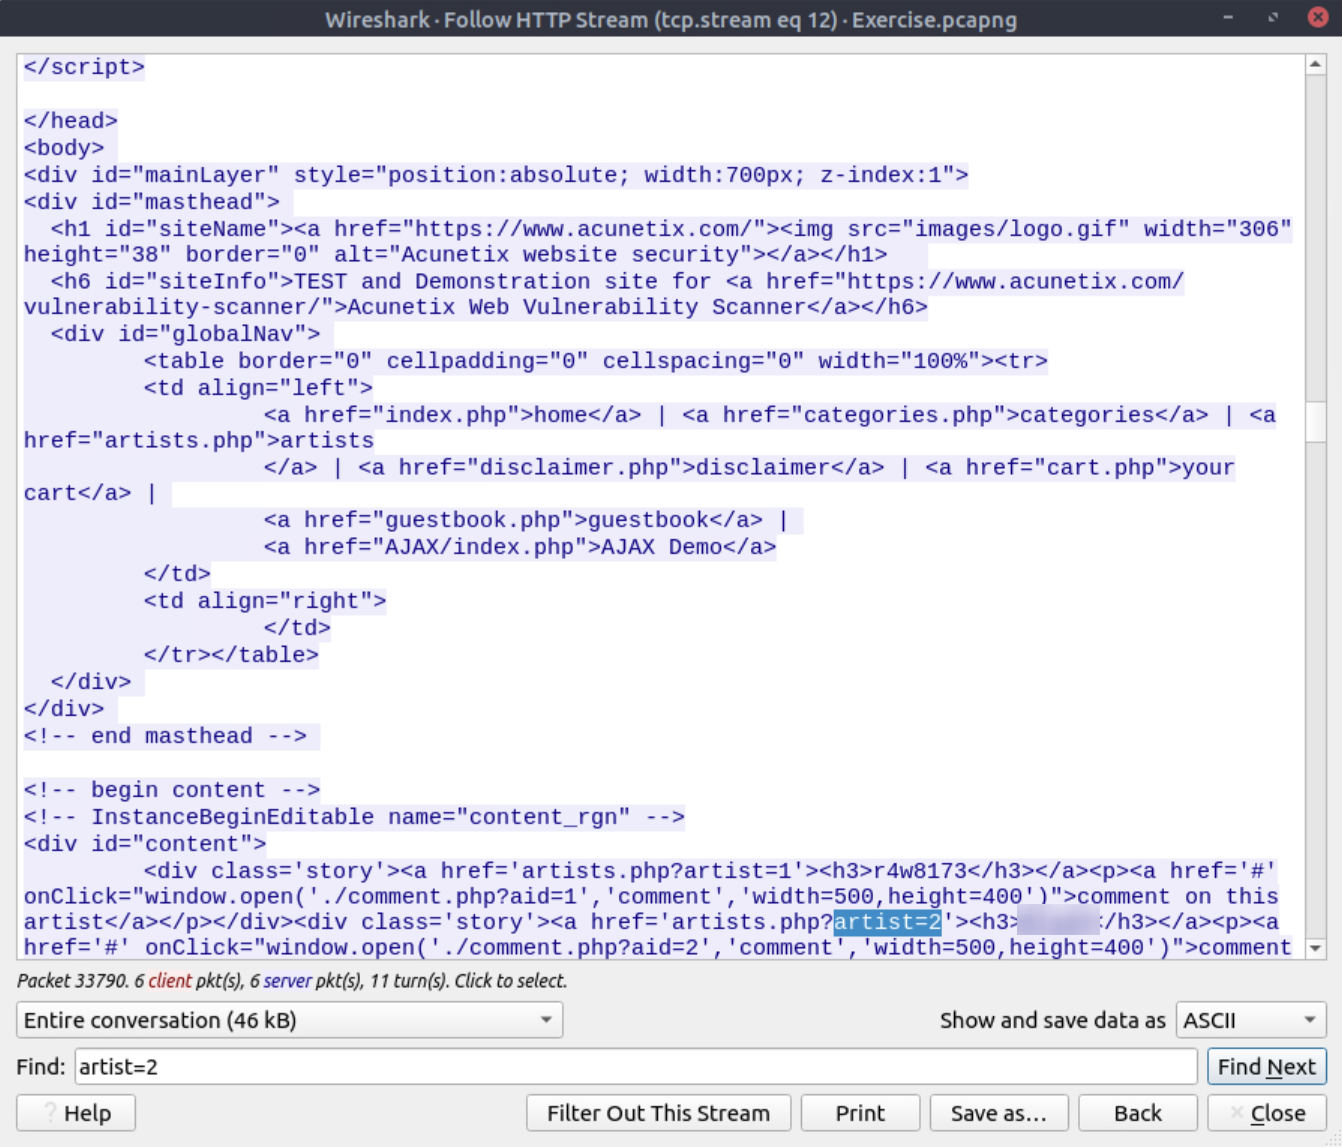 Wireshark · Follow HTTP Stream (tcp.stream eq 12) · Exercise.pcapng
</script>
</head>
<body>
<div id="mainLayer" style="position:absolute; width:700px; z-index:1">
<div id="masthead">
  <h1 id="siteName"><a href="https://www.acunetix.com/"><img src="images/logo.gif" width="306"
height="38" border="0" alt="Acunetix website security"></a></h1>
  <h6 id="siteInfo">TEST and Demonstration site for <a href="https://www.acunetix.com/
vulnerability-scanner/">Acunetix Web Vulnerability Scanner</a></h6>
  <div id="globalNav">
         <table border="0" cellpadding="0" cellspacing="0" width="100%"><tr>
         <td align="left">
                  <a href="index.php">home</a> | <a href="categories.php">categories</a> | <a
href="artists.php">artists
                  </a> | <a href="disclaimer.php">disclaimer</a> | <a href="cart.php">your
cart</a> |
                  <a href="guestbook.php">guestbook</a> |
                  <a href="AJAX/index.php">AJAX Demo</a>
         </td>
         <td align="right">
                  </td>
         </tr></table>
  </div>
</div>
<!-- end masthead -->
<!-- begin content -->
<!-- InstanceBeginEditable name="content_rgn" -->
<div id="content">
         <div class='story'><a href='artists.php?artist=1'><h3>r4w8173</h3></a><p><a href='#'
onClick="window.open('./comment.php?aid=1','comment','width=500,height=400')">comment on this
artist</a></p></div><div class='story'><a href='artists.php?artist=2'><h3>/h3></a><p><a
href='#' onClick="window.open('./comment.php?aid=2','comment','width=500,height=400')">comment
Packet 33790. 6 client pkt(s), 6 server pkt(s), 11 turn(s). Click to select.
Entire conversation (46 kB) Show and save data as ASCII
Find: artist=2 Find Next
? Help Filter Out This Stream Print Save as... Back × Close